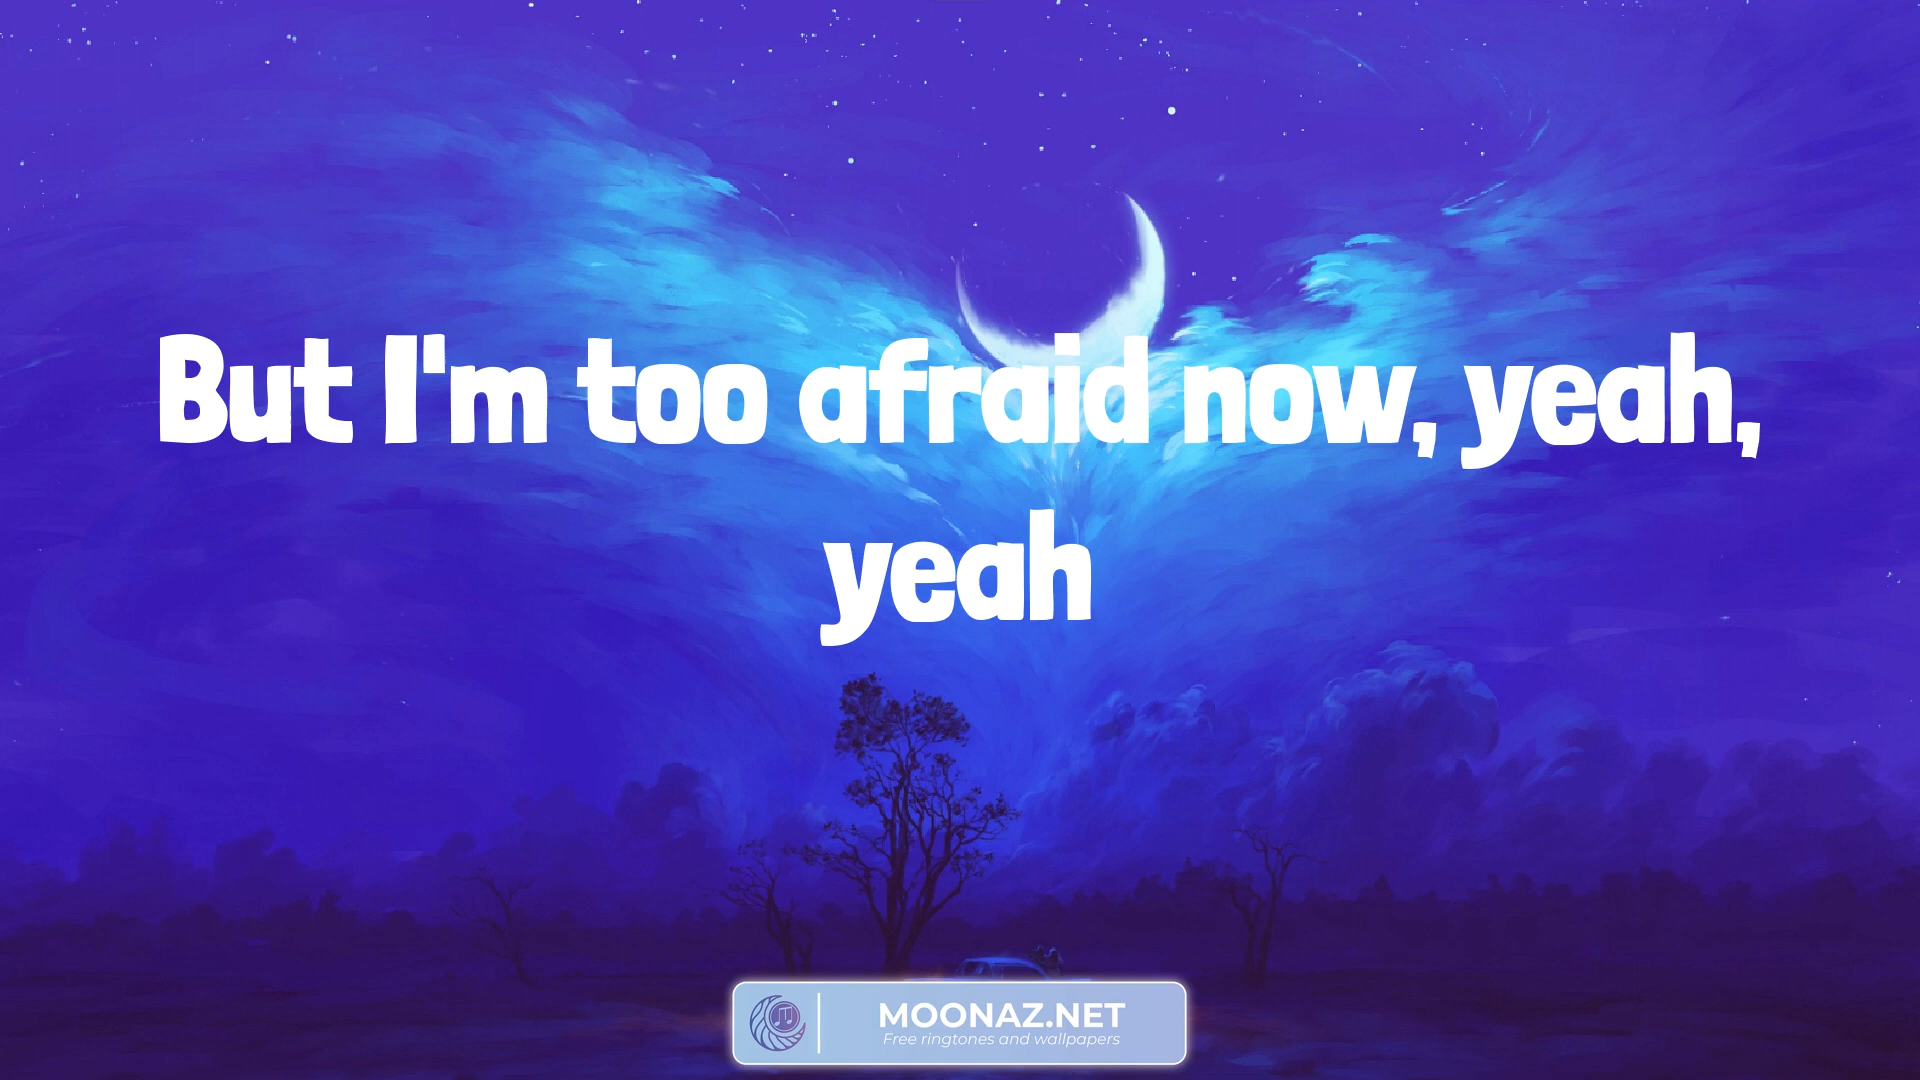 But I'm too afraid now, yeah,
yeah
MOONAZ.NET
Free ringtones and wallpapers